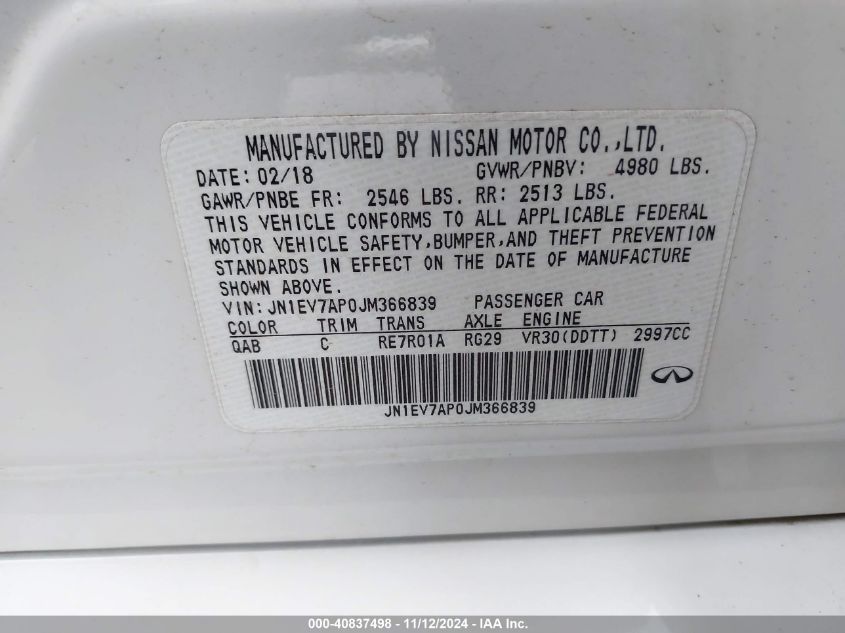 MANUFACTURED BY NISSAN MOTOR CO.,LTD.
DATE: 02/18 GVWR/PNBV: 4980 LBS.
GAWR/PNBE FR: 2546 LBS. RR: 2513 LBS.
THIS VEHICLE CONFORMS TO ALL APPLICABLE FEDERAL
MOTOR VEHICLE SAFETY,BUMPER,AND THEFT PREVENTION
STANDARDS IN EFFECT ON THE DATE OF MANUFACTURE
SHOWN ABOVE.
VIN: JN1EV7AP0JM366839 PASSENGER CAR
COLOR TRIM TRANS AXLE ENGINE
QAB C RE7R01A RG29 VR30(DDTT) 2997CC
JN1EV7AP0JM366839
000-40837498 - 11/12/2024 - IAA Inc.